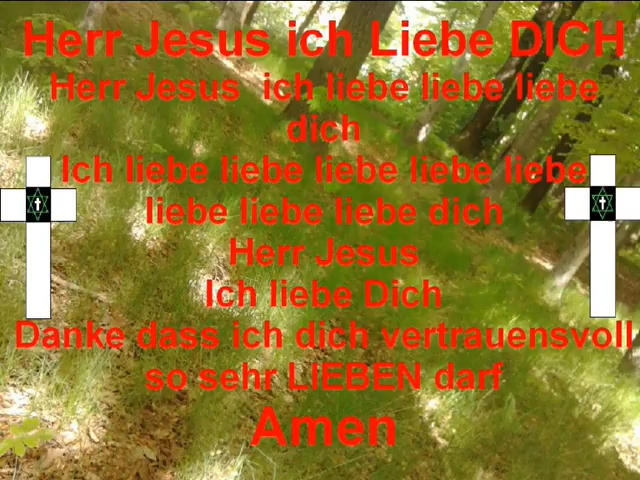 Herr Jesus ich Liebe DICH
Herr Jesus ich liebe liebe liebe
dich
Ich liebe liebe liebe liebe liebe
liebe liebe liebe dich
Herr Jesus
Ich liebe Dich
Danke dass ich dich vertrauensvoll
so sehr LIEBEN darf
Amen